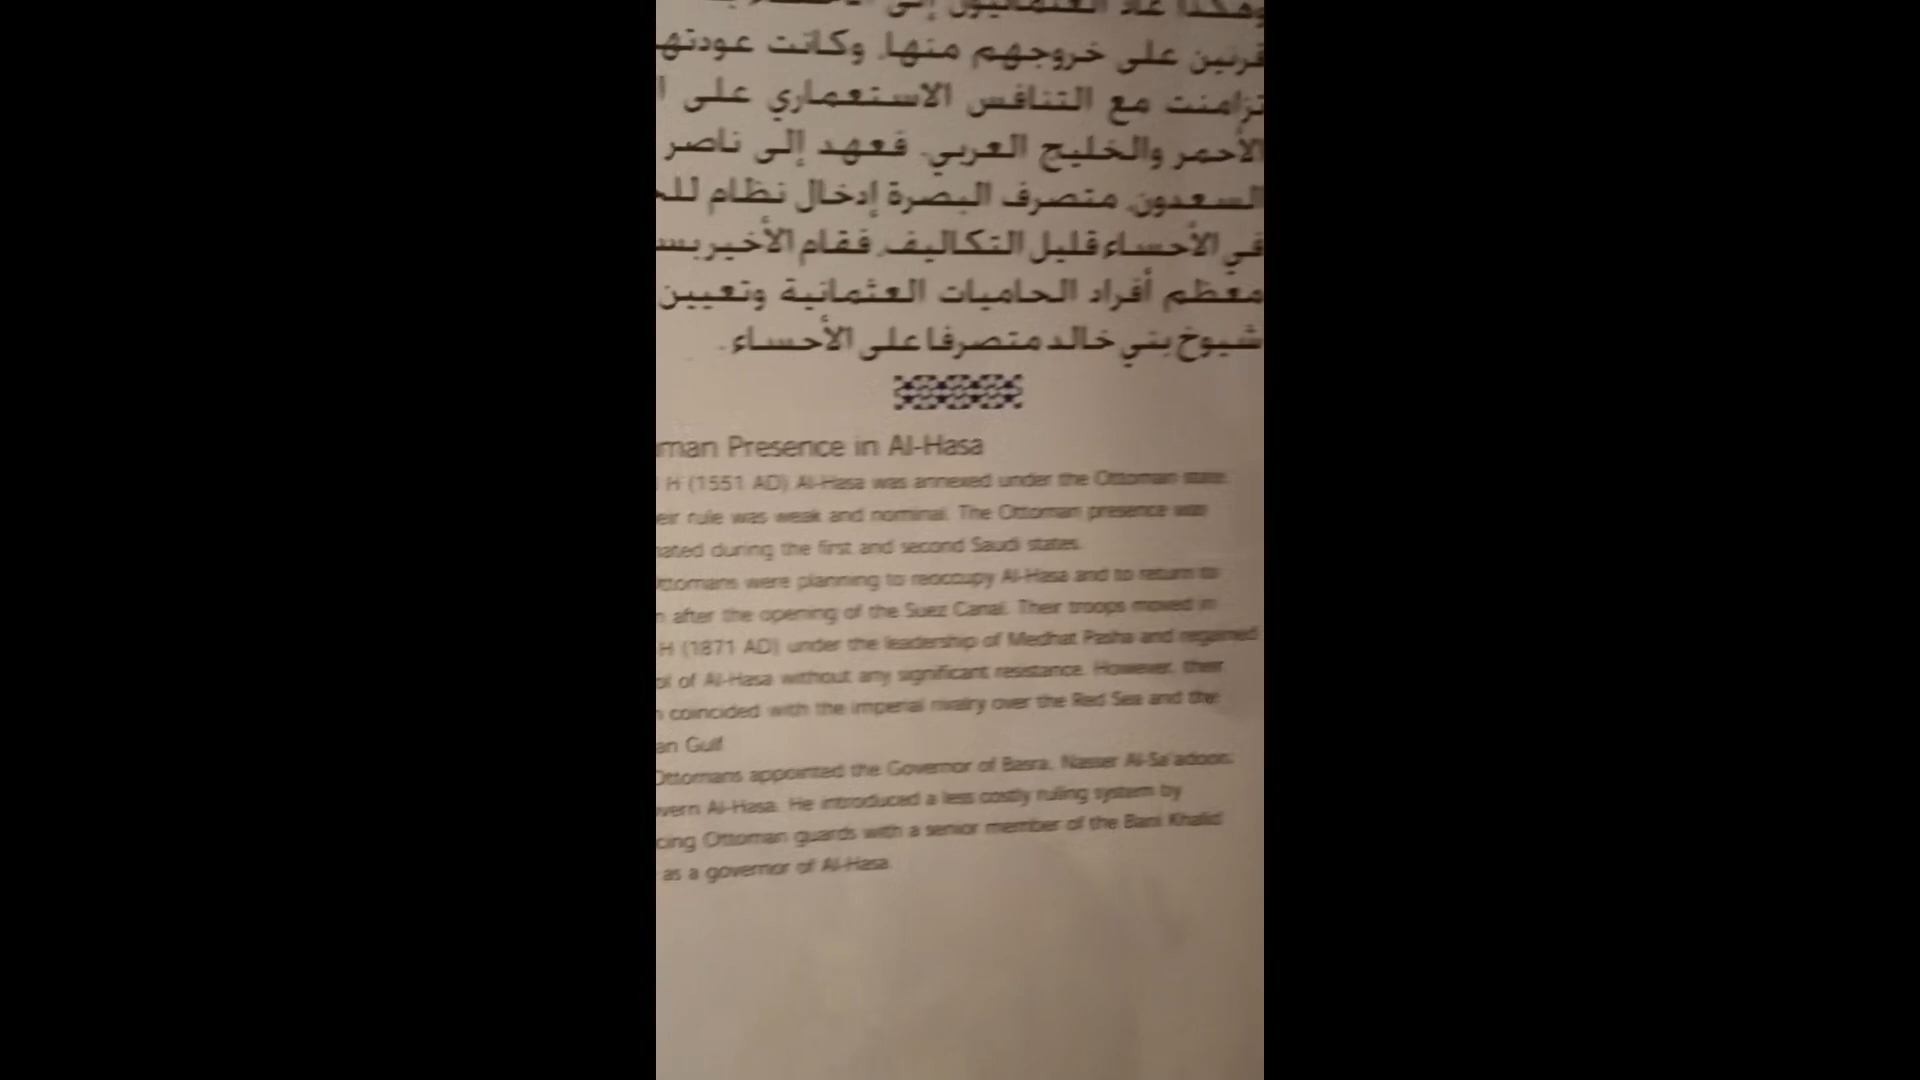 وهكذا عاد العثمانيون إلى الأحساء
قرنين على خروجهم منها. وكانت عودته
تزامنت مع التنافس الاستعماري على ا
الأحمر والخليج العربي. فعهد إلى ناصر
السعدون، متصرف البصرة إدخال نظام لل
في الأحساء قليل التكاليف. فقام الأخير بس
معظم أفراد الحاميات العثمانية وتعيين
شيوخ بني خالد متصرفا على الأحساء.
man Presence in Al-Hasa
H (1551 AD) Al-Hasa was annexed under the Ottoman state.
eir rule was weak and nominal. The Ottoman presence was
nated during the first and second Saudi states.
ttomans were planning to reoccupy Al-Hasa and to return to
n after the opening of the Suez Canal. Their troops moved in
H (1871 AD) under the leadership of Medhat Pasha and regained
ol of Al-Hasa without any significant resistance. However, their
n coincided with the imperial rivalry over the Red Sea and the
an Gulf.
Ottomans appointed the Governor of Basra, Nasser Al-Sa'adoon,
vern Al-Hasa. He introduced a less costly ruling system by
cing Ottoman guards with a senior member of the Bani Khalid
as a governor of Al-Hasa.